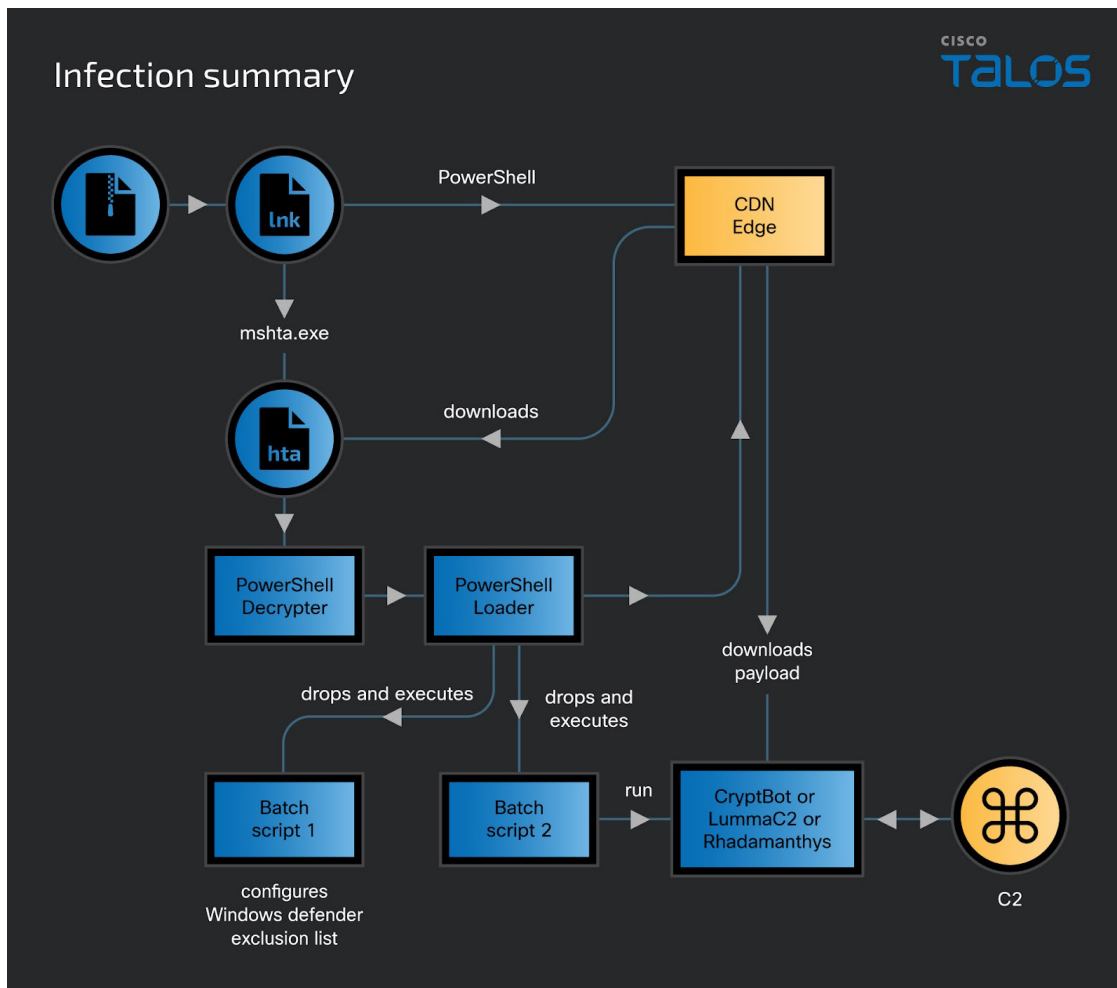 CISCO
TALOS
Infection summary
lnk
PowerShell
CDN
Edge
mshta.exe
hta
downloads
PowerShell
Decrypter
PowerShell
Loader
downloads
payload
drops and executes
drops and
executes
Batch
script 1
Batch
script 2
run
CryptBot or
LummaC2 or
Rhadamanthys
C2
configures
Windows defender
exclusion list